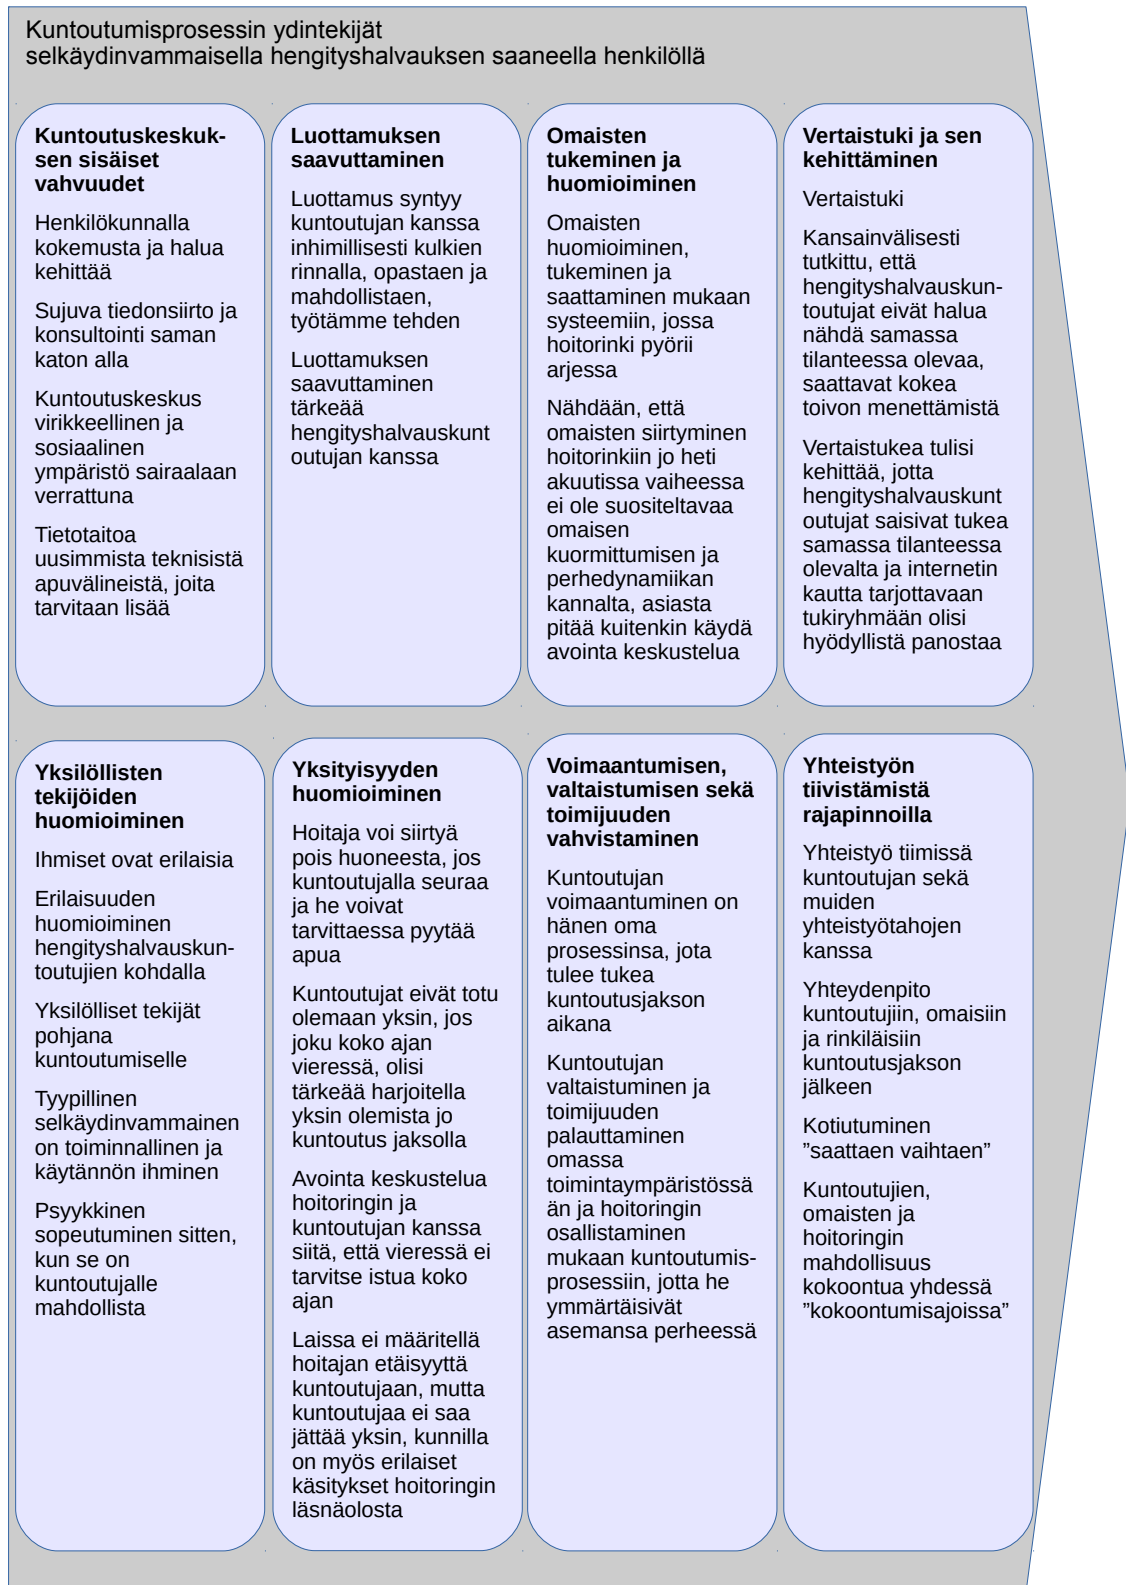 Kuntoutumisprosessin ydintekijät
selkäydinvammaisella hengityshalvauksen saaneella henkilöllä
Kuntoutuskeskuk-
sen sisäiset
vahvuudet
Henkilökunnalla
kokemusta ja halua
kehittää
Sujuva tiedonsiirto ja
konsultointi saman
katon alla
Kuntoutuskeskus
virikkeellinen ja
sosiaalinen
ympäristö sairaalaan
verrattuna
Tietotaitoa
uusimmista teknisistä
apuvälineistä, joita
tarvitaan lisää
Luottamuksen
saavuttaminen
Luottamus syntyy
kuntoutujan kanssa
inhimillisesti kulkien
rinnalla, opastaen ja
mahdollistaen,
työtämme tehden
Luottamuksen
saavuttaminen
tärkeää
hengityshalvauskunt
outujan kanssa
Omaisten
tukeminen ja
huomioiminen
Omaisten
huomioiminen,
tukeminen ja
saattaminen mukaan
systeemiin, jossa
hoitorinki pyörii
arjessa
Nähdään, että
omaisten siirtyminen
hoitorinkiin jo heti
akuutissa vaiheessa
ei ole suositeltavaa
omaisen
kuormittumisen ja
perhedynamiikan
kannalta, asiasta
pitää kuitenkin käydä
avointa keskustelua
Vertaistuki ja sen
kehittäminen
Vertaistuki
Kansainvälisesti
tutkittu, että
hengityshalvauskun-
toutujat eivät halua
nähdä samassa
tilanteessa olevaa,
saattavat kokea
toivon menettämistä
Vertaistukea tulisi
kehittää, jotta
hengityshalvauskunt
outujat saisivat tukea
samassa tilanteessa
olevalta ja internetin
kautta tarjottavaan
tukiryhmään olisi
hyödyllistä panostaa
Yksilöllisten
tekijöiden
huomioiminen
Ihmiset ovat erilaisia
Erilaisuuden
huomioiminen
hengityshalvauskun-
toutujien kohdalla
Yksilölliset tekijät
pohjana
kuntoutumiselle
Tyypillinen
selkäydinvammainen
on toiminnallinen ja
käytännön ihminen
Psyykkinen
sopeutuminen sitten,
kun se on
kuntoutujalle
mahdollista
Yksityisyyden
huomioiminen
Hoitaja voi siirtyä
pois huoneesta, jos
kuntoutujalla seuraa
ja he voivat
tarvittaessa pyytää
apua
Kuntoutujat eivät totu
olemaan yksin, jos
joku koko ajan
vieressä, olisi
tärkeää harjoitella
yksin olemista jo
kuntoutus jaksolla
Avointa keskustelua
hoitoringin ja
kuntoutujan kanssa
siitä, että vieressä ei
tarvitse istua koko
ajan
Laissa ei määritellä
hoitajan etäisyyttä
kuntoutujaan, mutta
kuntoutujaa ei saa
jättää yksin, kunnilla
on myös erilaiset
käsitykset hoitoringin
läsnäolosta
Voimaantumisen,
valtaistumisen sekä
toimijuuden
vahvistaminen
Kuntoutujan
voimaantuminen on
hänen oma
prosessinsa, jota
tulee tukea
kuntoutusjakson
aikana
Kuntoutujan
valtaistuminen ja
toimijuuden
palauttaminen
omassa
toimintaympäristössä
än ja hoitoringin
osallistaminen
mukaan kuntoutumis-
prosessiin, jotta he
ymmärtäisivät
asemansa perheessä
Yhteistyön
tiivistämistä
rajapinnoilla
Yhteistyö tiimissä
kuntoutujan sekä
muiden
yhteistyötahojen
kanssa
Yhteydenpito
kuntoutujiin, omaisiin
ja rinkiläisiin
kuntoutusjakson
jälkeen
Kotiutuminen
”saattaen vaihtaen”
Kuntoutujien,
omaisten ja
hoitoringin
mahdollisuus
kokoontua yhdessä
”kokoontumisajoissa”